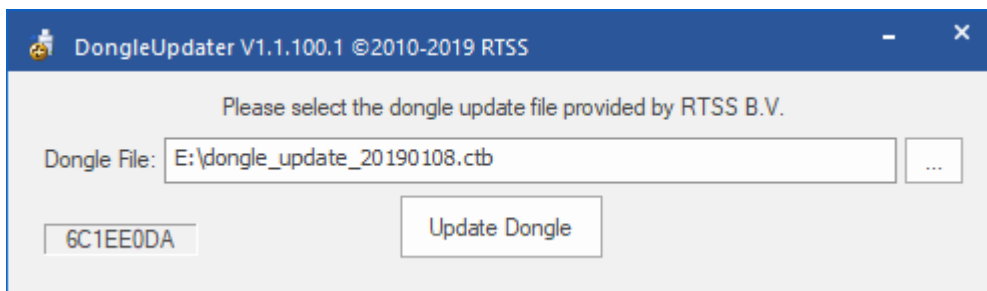 DongleUpdater V1.1.100.1 ©2010-2019 RTSS
Please select the dongle update file provided by RTSS B.V.
Dongle File: E:\dongle_update_20190108.ctb ...
Update Dongle
6C1EE0DA